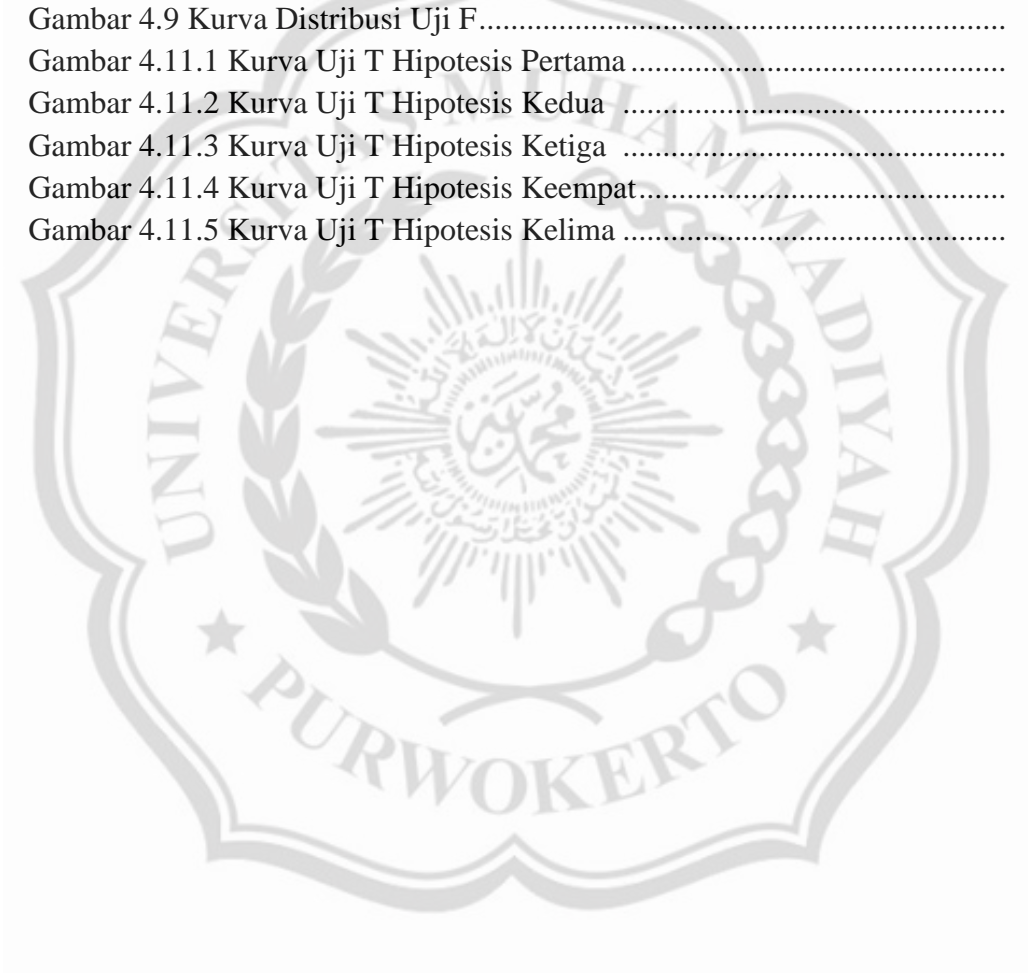 Gambar 4.9 Kurva Distribusi Uji F..................................................................
Gambar 4.11.1 Kurva Uji T Hipotesis Pertama...............................................
Gambar 4.11.2 Kurva Uji T Hipotesis Kedua ................................................
Gambar 4.11.3 Kurva Uji T Hipotesis Ketiga ................................................
Gambar 4.11.4 Kurva Uji T Hipotesis Keempat..............................................
Gambar 4.11.5 Kurva Uji T Hipotesis Kelima ................................................
UNIVERSITAS MUHAMMADIYAH
PURWOKERTO